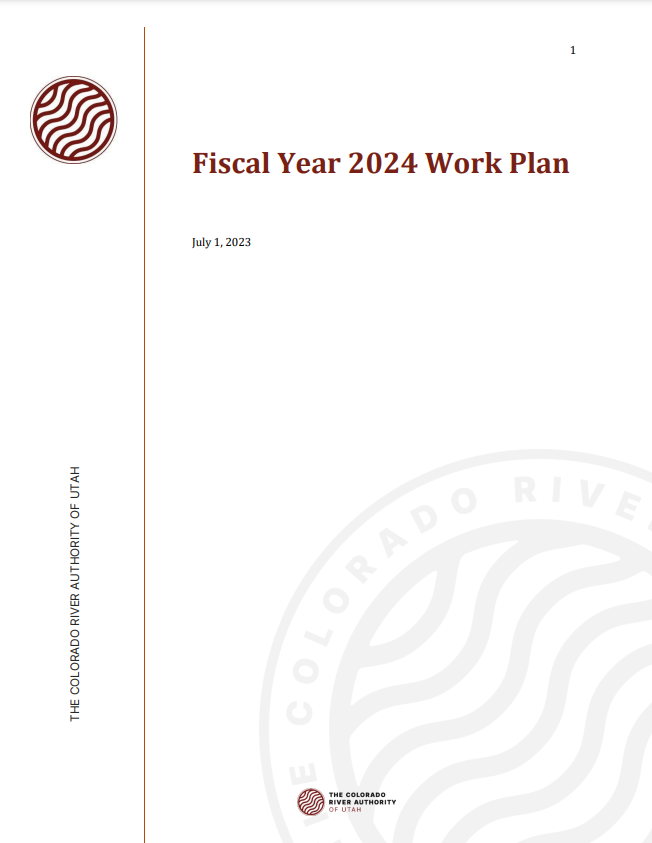 1
Fiscal Year 2024 Work Plan
July 1, 2023
THE COLORADO RIVER AUTHORITY OF UTAH
E COLORADO RIVE
THE COLORADO
RIVER AUTHORITY
OF UTAH